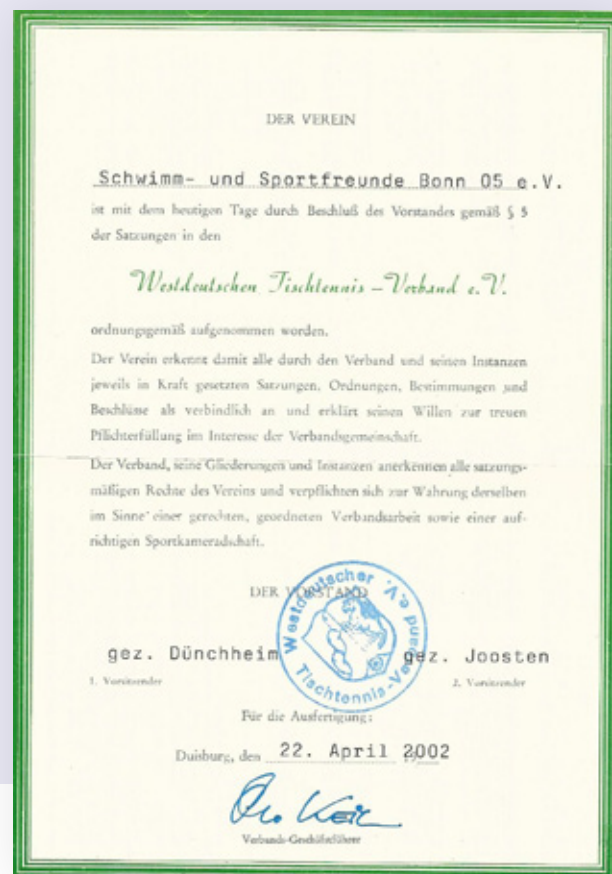 DER VEREIN
Schwimm- und Sportfreunde Bonn 05 e.V.
ist mit dem heutigen Tage durch Beschluß des Vorstandes gemäß § 5
der Satzungen in den
Westdeutschen Tischtennis – Verband e.V.
ordnungsgemäß aufgenommen worden.
Der Verein erkennt damit alle durch den Verband und seinen Instanzen
jeweils in Kraft gesetzten Satzungen, Ordnungen, Bestimmungen und
Beschlüsse als verbindlich an und erklärt seinen Willen zur treuen
Pflichterfüllung im Interesse der Verbandsgemeinschaft.
Der Verband, seine Gliederungen und Instanzen anerkennen alle satzungs-
mäßigen Rechte des Vereins und verpflichten sich zur Wahrung derselben
im Sinne einer gerechten, geordneten Verbandsarbeit sowie einer auf-
richtigen Sportkameradschaft.
DER VORSTAND
Westdeutscher Tischtennis-Verband e.V.
gez. Dünchheim gez. Joosten
1. Vorsitzender 2. Vorsitzender
Für die Ausfertigung:
Duisburg, den 22. April 2002
Verbands-Geschäftsführer